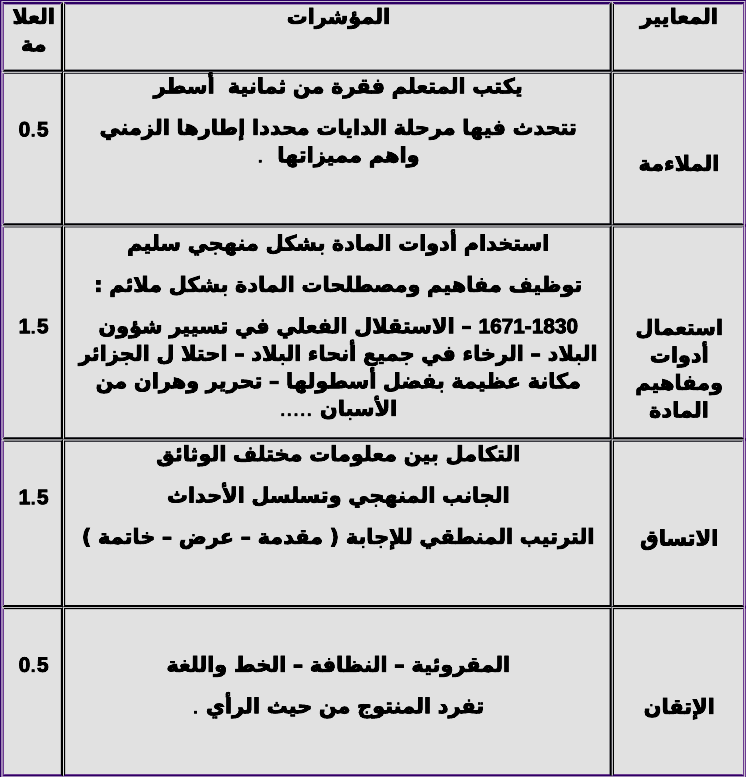 المعايير
المؤشرات
العلا
مة
الملاءمة
يكتب المتعلم فقرة من ثمانية أسطر
تتحدث فيها مرحلة الدايات محددا إطارها الزمني
واهم مميزاتها .
0.5
استعمال
أدوات
ومفاهيم
المادة
استخدام أدوات المادة بشكل منهجي سليم
توظيف مفاهيم ومصطلحات المادة بشكل ملائم :
1671-1830 – الاستقلال الفعلي في تسيير شؤون
البلاد – الرخاء في جميع أنحاء البلاد – احتلا ل الجزائر
مكانة عظيمة بفضل أسطولها – تحرير وهران من
الأسبان .....
1.5
الاتساق
التكامل بين معلومات مختلف الوثائق
الجانب المنهجي وتسلسل الأحداث
الترتيب المنطقي للإجابة ( مقدمة – عرض – خاتمة )
1.5
الإتقان
المقروئية – النظافة – الخط واللغة
تفرد المنتوج من حيث الرأي .
0.5